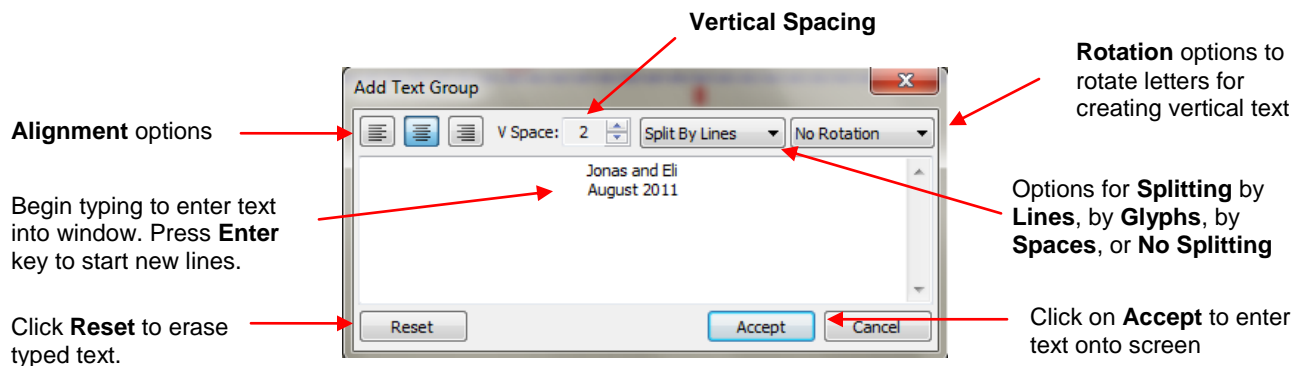 Vertical Spacing
Rotation options to
rotate letters for
creating vertical text
Add Text Group
Alignment options
V Space: 2 Split By Lines No Rotation
Jonas and Eli
August 2011
Begin typing to enter text
into window. Press Enter
key to start new lines.
Options for Splitting by
Lines, by Glyphs, by
Spaces, or No Splitting
Click Reset to erase
typed text.
Reset Accept Cancel
Click on Accept to enter
text onto screen